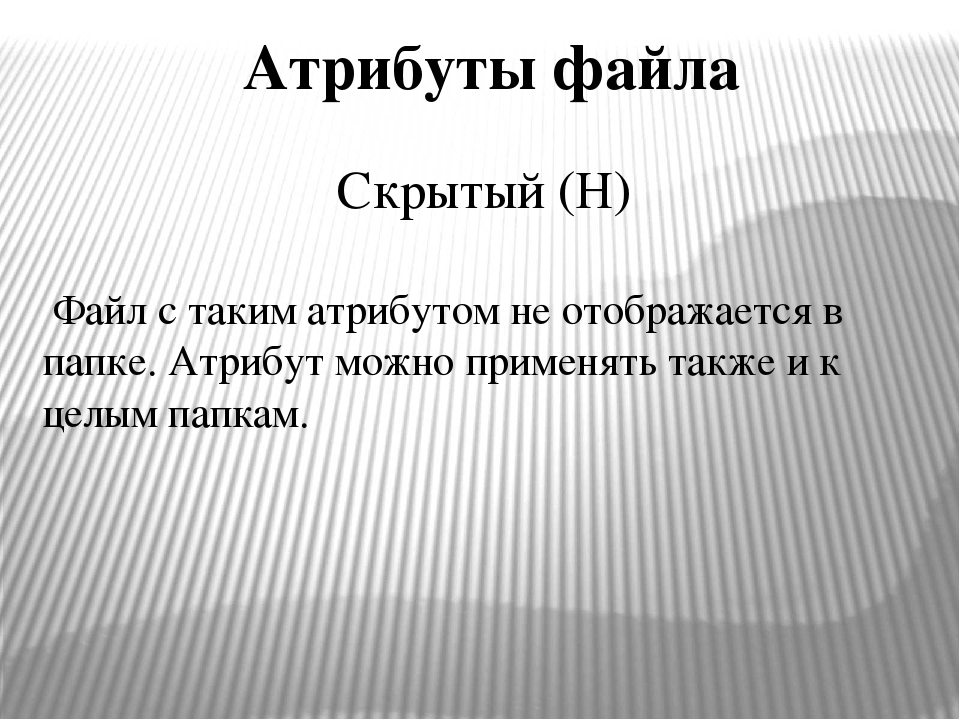 Атрибуты файла
Скрытый (H)
Файл с таким атрибутом не отображается в
папке. Атрибут можно применять также и к
целым папкам.